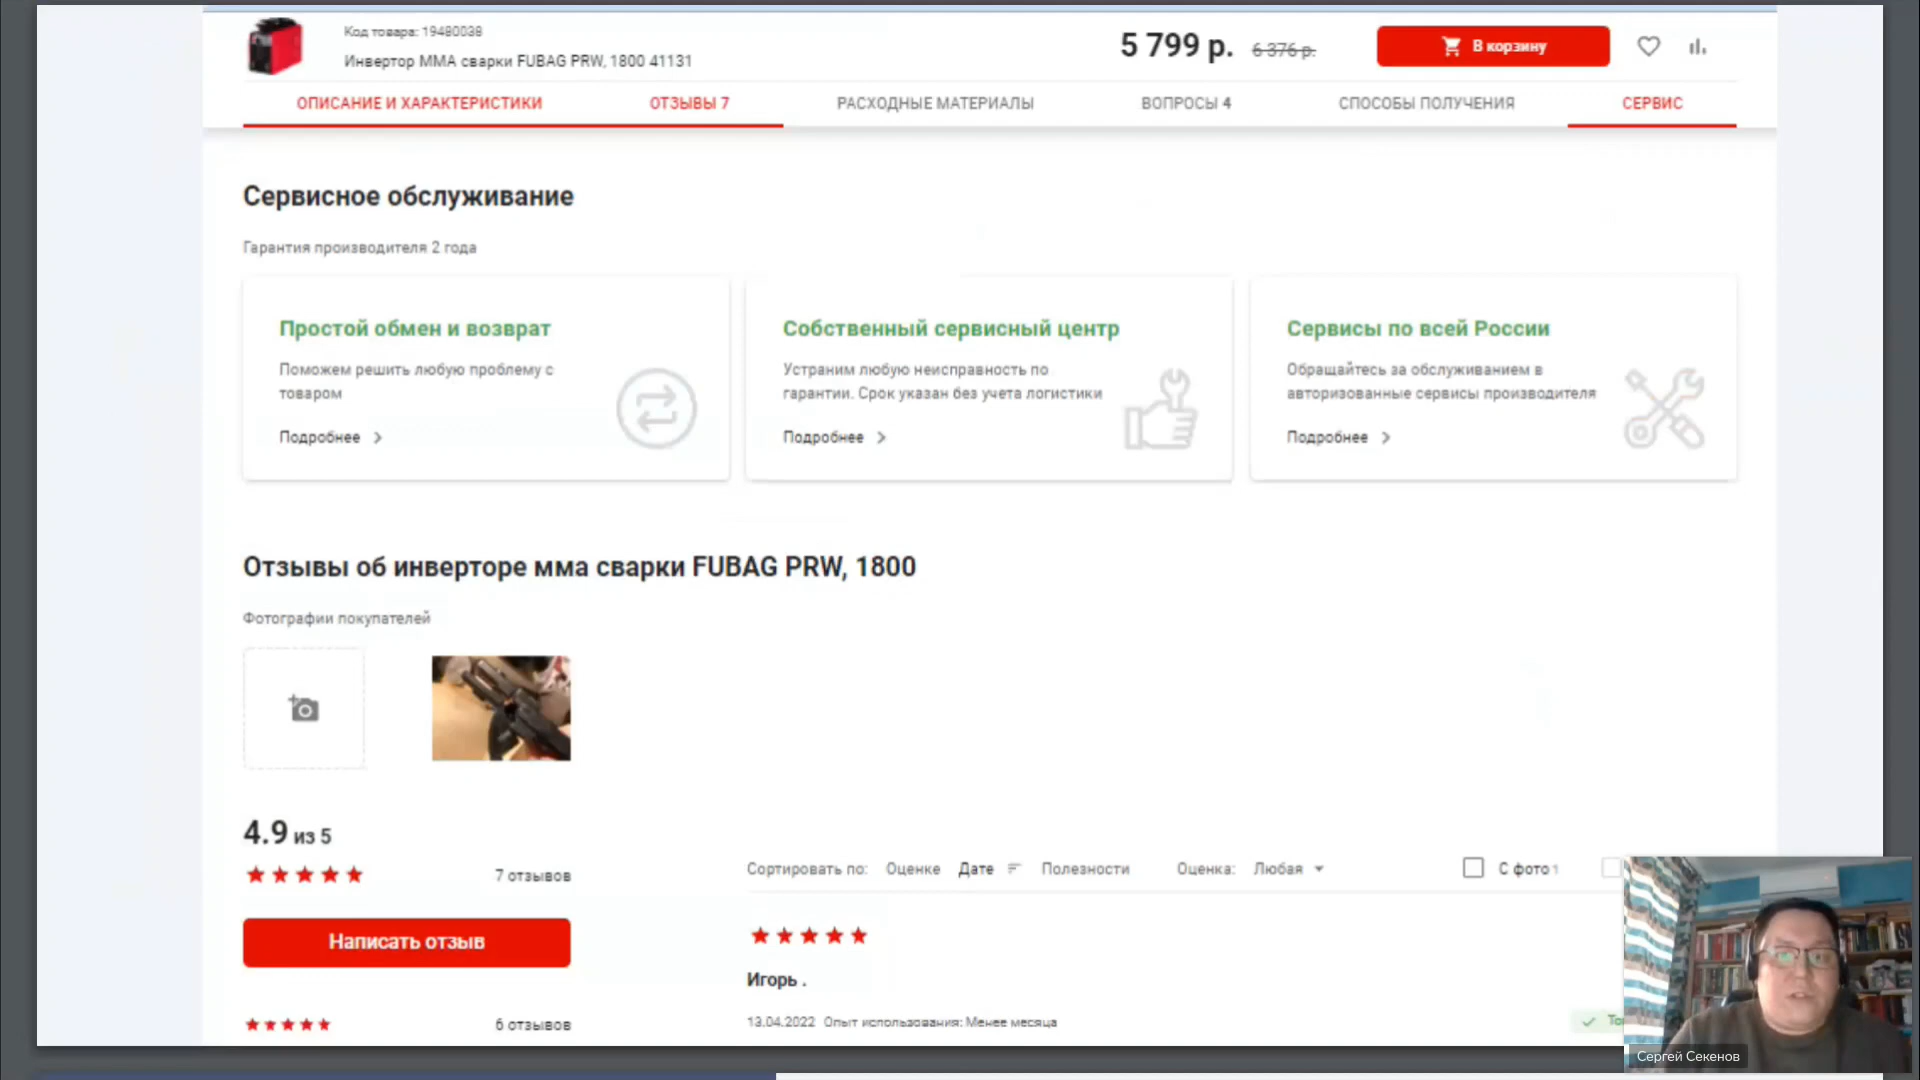 Код товара: 19480038
Инвертор ММА сварки FUBAG PRW, 1800 41131
5 799 р. 6 376 р.
В корзину
ОПИСАНИЕ И ХАРАКТЕРИСТИКИ
ОТЗЫВЫ 7
РАСХОДНЫЕ МАТЕРИАЛЫ
ВОПРОСЫ 4
СПОСОБЫ ПОЛУЧЕНИЯ
СЕРВИС
Сервисное обслуживание
Гарантия производителя 2 года
Простой обмен и возврат
Поможем решить любую проблему с
товаром
Подробнее
Собственный сервисный центр
Устраним любую неисправность по
гарантии. Срок указан без учета логистики
Подробнее
Сервисы по всей России
Обращайтесь за обслуживанием в
авторизованные сервисы производителя
Подробнее
Отзывы об инверторе мма сварки FUBAG PRW, 1800
Фотографии покупателей
4.9 из 5
7 отзывов
Написать отзыв
6 отзывов
Сортировать по: Оценке Дате Полезности Оценка: Любая С фото 1
Игорь .
13.04.2022 Опыт использования: Менее месяца
Сергей Секенов